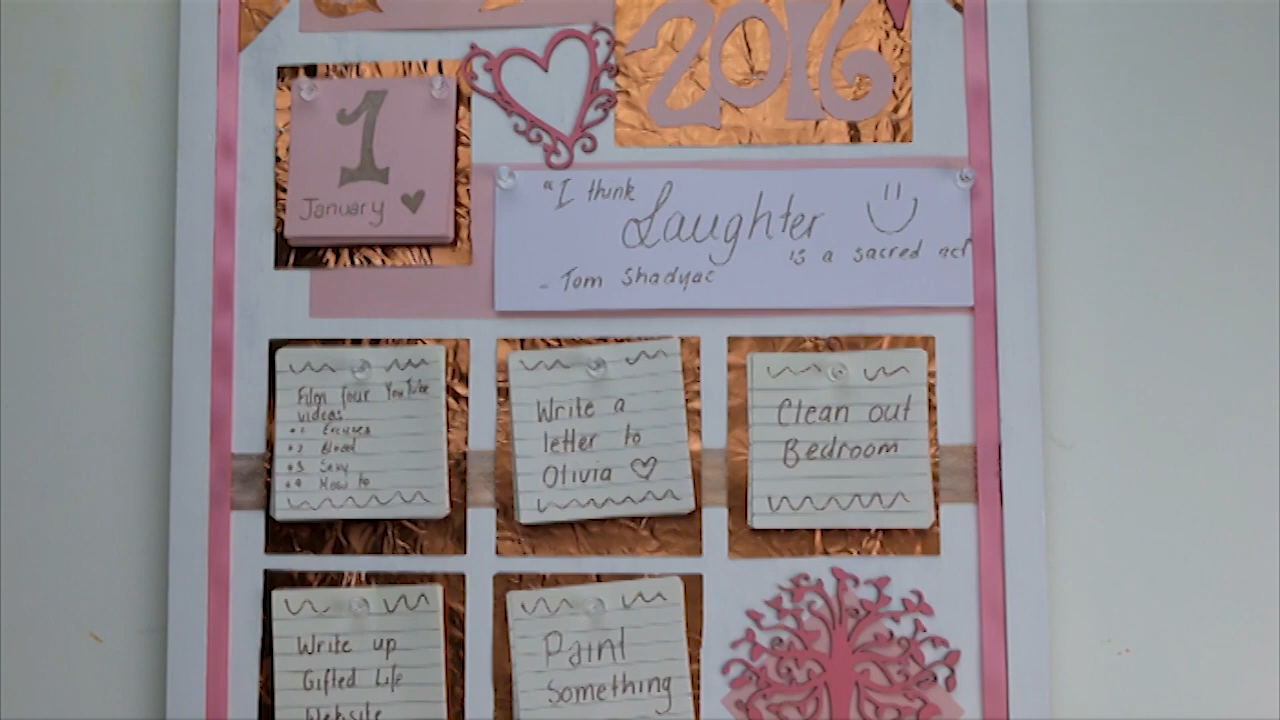 2016
1
January
"I think
Laughter
is a sacred act
- Tom Shadyac
Film four YouTube
videos
*1 Excuses
*2 Blood
*3 Sexy
*4 How to
Write a
letter to
Olivia
Clean out
Bedroom
Write up
Gifted Life
Website
Paint
Something